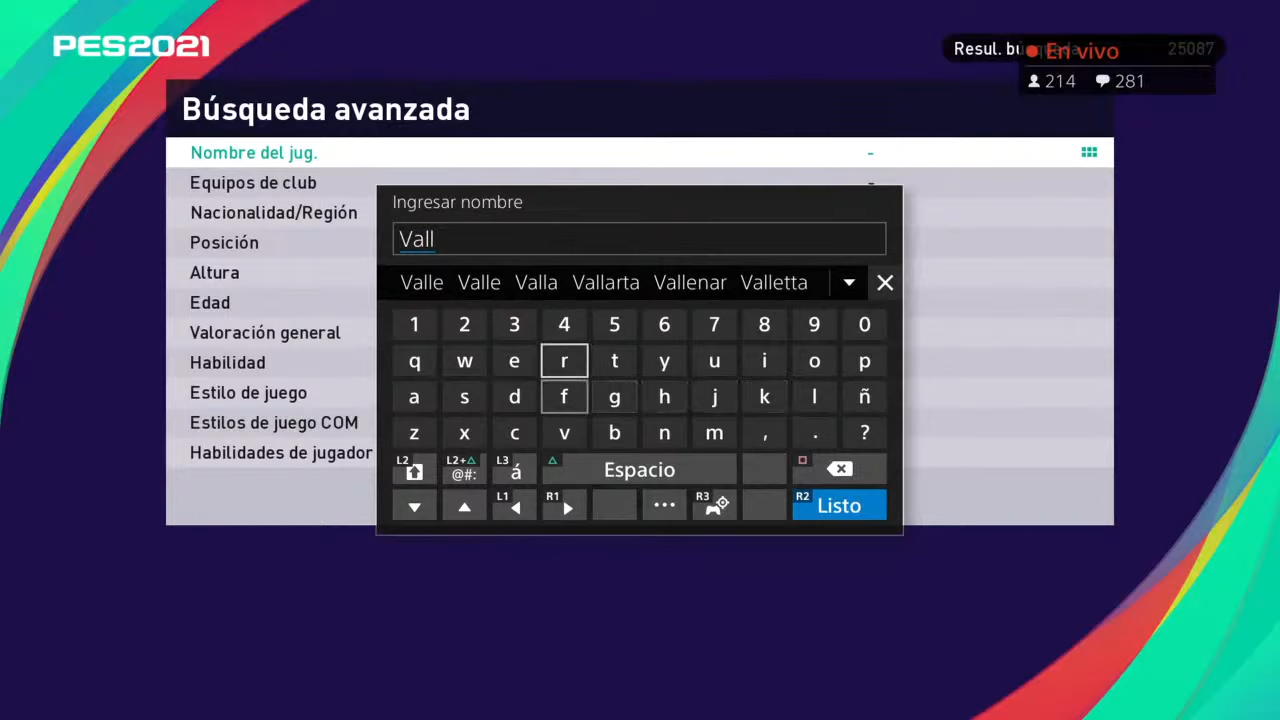 PES2021
Resul. búsqueda 25087
En vivo
214 281
Búsqueda avanzada
Nombre del jug. -
Equipos de club -
Nacionalidad/Región
Posición
Altura
Edad
Valoración general
Habilidad
Estilo de juego
Estilos de juego COM
Habilidades de jugador
Ingresar nombre
Vall
Valle Valle Valla Vallarta Vallenar Valletta
1 2 3 4 5 6 7 8 9 0
q w e r t y u i o p
a s d f g h j k l ñ
z x c v b n m , . ?
L2 L2+△ @#: L3 á △ Espacio □
L1 R1 ... R3 R2 Listo